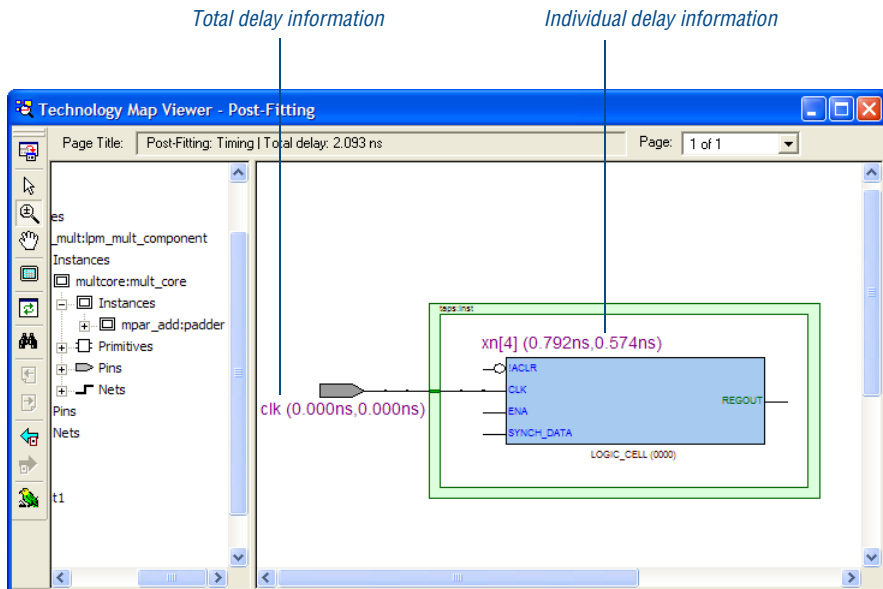 Total delay information
Individual delay information
Technology Map Viewer - Post-Fitting
Page Title: Post-Fitting: Timing | Total delay: 2.093 ns
Page: 1 of 1
es
_mult:lpm_mult_component
Instances
multcore:mult_core
Instances
mpar_add:padder
Primitives
Pins
Nets
Pins
Nets
t1
taps:inst
xn[4] (0.792ns,0.574ns)
!ACLR
CLK
ENA
SYNCH_DATA
REGOUT
LOGIC_CELL (0000)
clk (0.000ns,0.000ns)